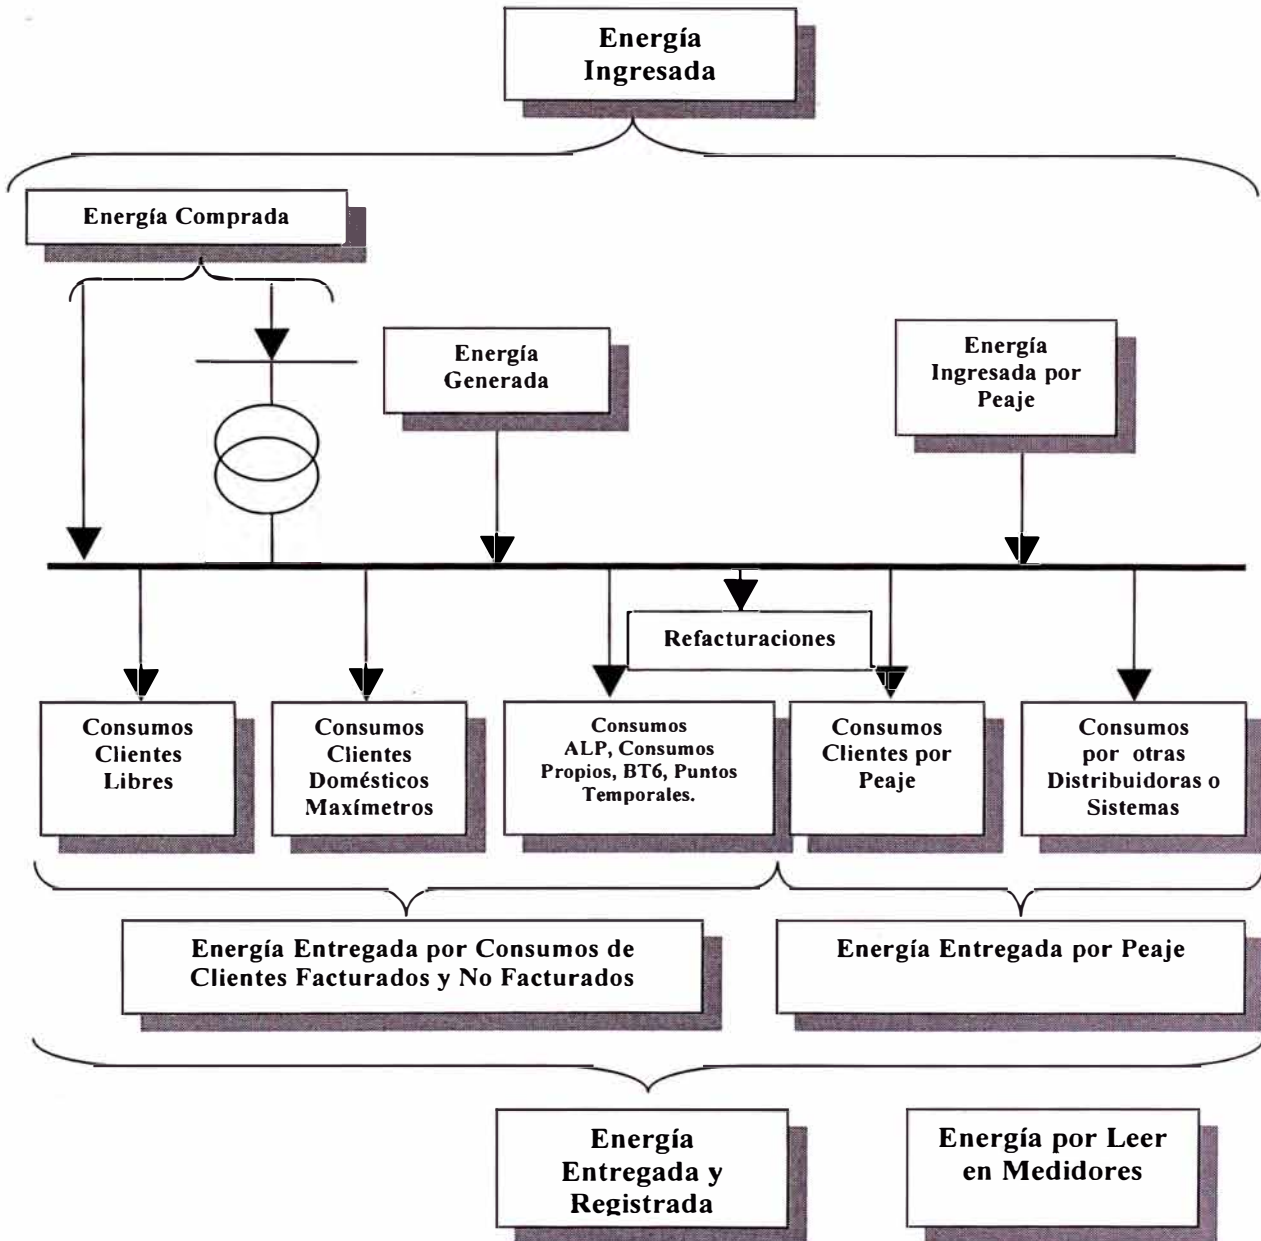 Energía
Ingresada
Energía Comprada
Energía
Generada
Energía
Ingresada por
Peaje
Refacturaciones
Consumos
Clientes
Libres
Consumos
Clientes
Domésticos
Maxímetros
Consumos
ALP, Consumos
Propios, BT6, Puntos
Temporales.
Consumos
Clientes por
Peaje
Consumos
por otras
Distribuidoras o
Sistemas
Energía Entregada por Consumos de
Clientes Facturados y No Facturados
Energía Entregada por Peaje
Energía
Entregada y
Registrada
Energía por Leer
en Medidores